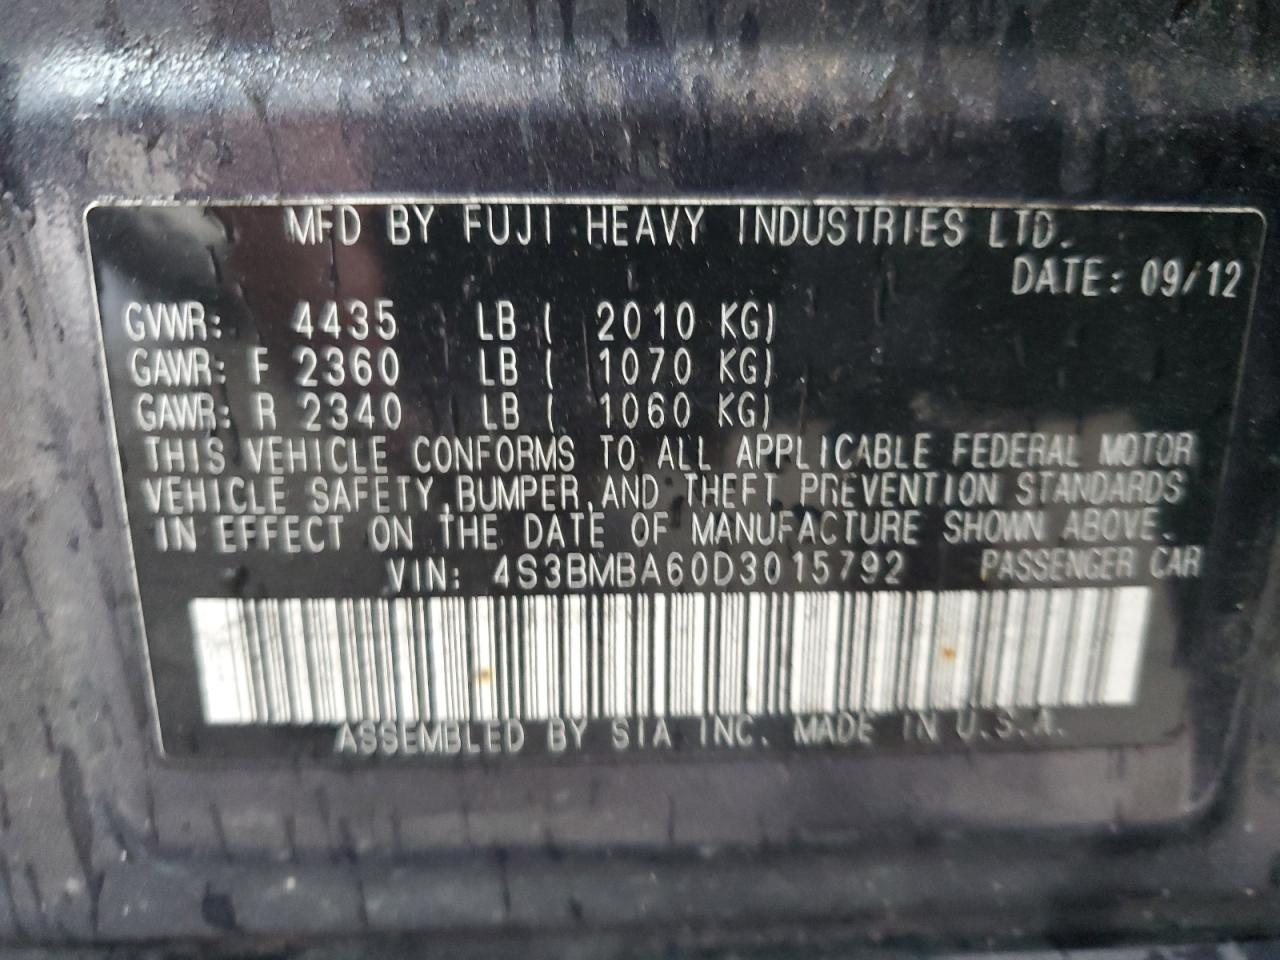 MFD BY FUJI HEAVY INDUSTRIES LTD.
DATE: 09/12
GVWR: 4435 LB ( 2010 KG)
GAWR: F 2360 LB ( 1070 KG)
GAWR: R 2340 LB ( 1060 KG)
THIS VEHICLE CONFORMS TO ALL APPLICABLE FEDERAL MOTOR
VEHICLE SAFETY,BUMPER,AND THEFT PREVENTION STANDARDS
IN EFFECT ON THE DATE OF MANUFACTURE SHOWN ABOVE.
VIN: 4S3BMBA60D3015792 PASSENGER CAR
ASSEMBLED BY SIA INC. MADE IN U.S.A.